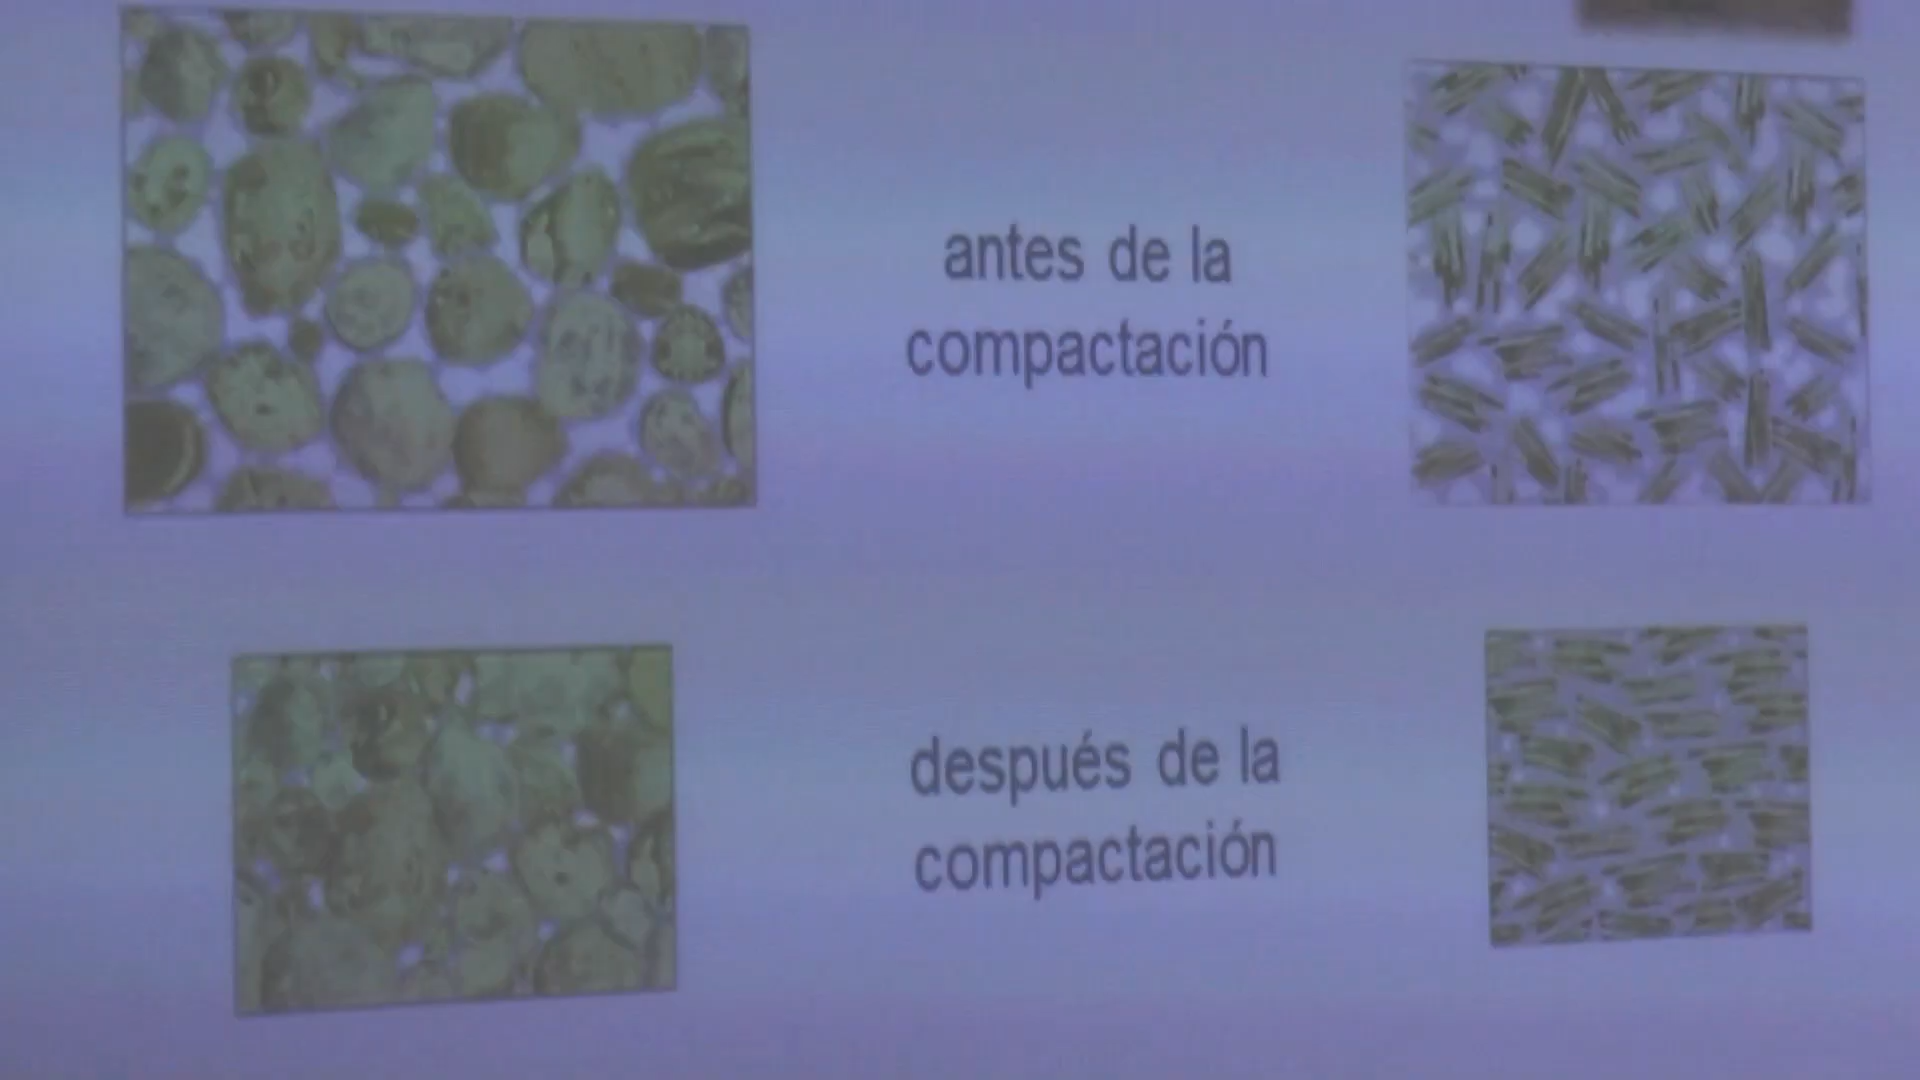 antes de la
compactación
después de la
compactación